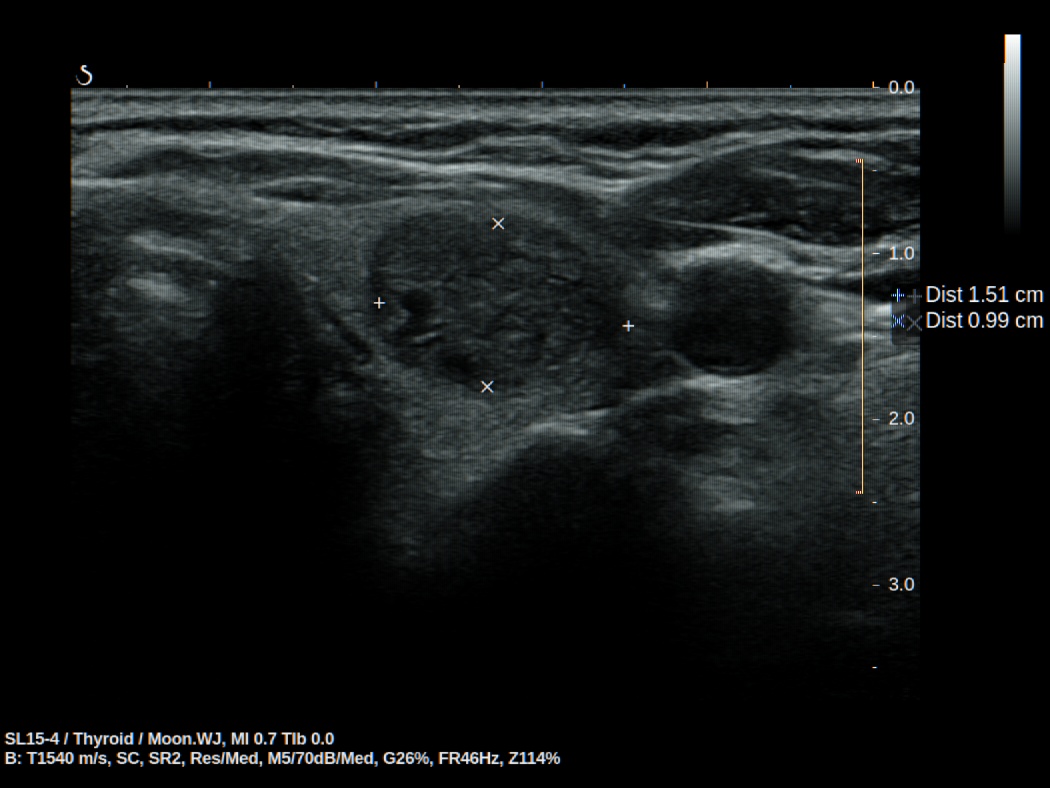 0.0
1.0
Dist 1.51 cm
Dist 0.99 cm
2.0
3.0
SL15-4 / Thyroid / Moon.WJ, MI 0.7 TIb 0.0
B: T1540 m/s, SC, SR2, Res/Med, M5/70dB/Med, G26%, FR46Hz, Z114%